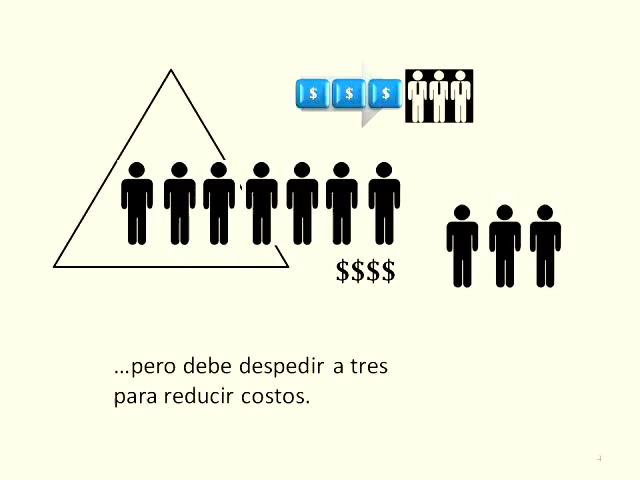 $ $ $
$$$$
...pero debe despedir a tres
para reducir costos.
4